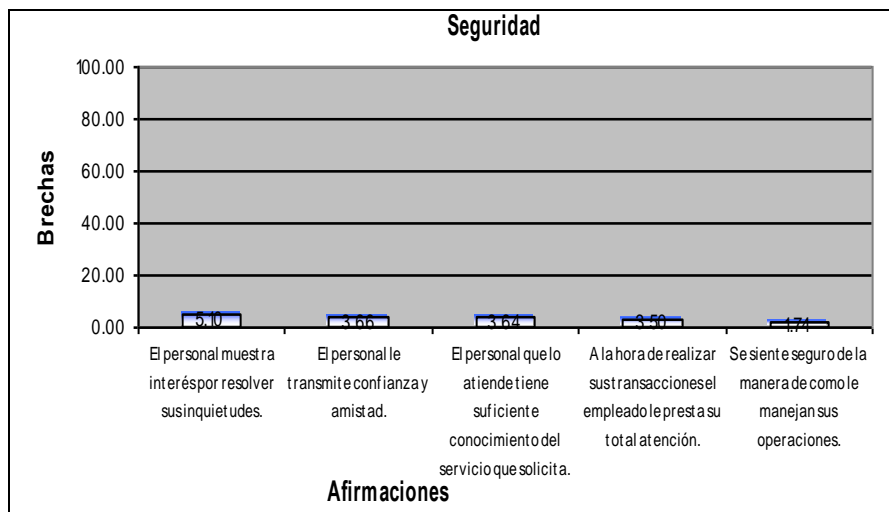 Seguridad
100.00
80.00
60.00
40.00
20.00
0.00
Brechas
5.10
3.66
3.64
3.50
1.74
El personal muestra
interés por resolver
sus inquietudes.
El personal le
transmite confianza y
amistad.
El personal que lo
atiende tiene
suficiente
conocimiento del
servicio que solicita.
A la hora de realizar
sus transacciones el
empleado le presta su
total atención.
Se siente seguro de la
manera de como le
manejan sus
operaciones.
Afirmaciones